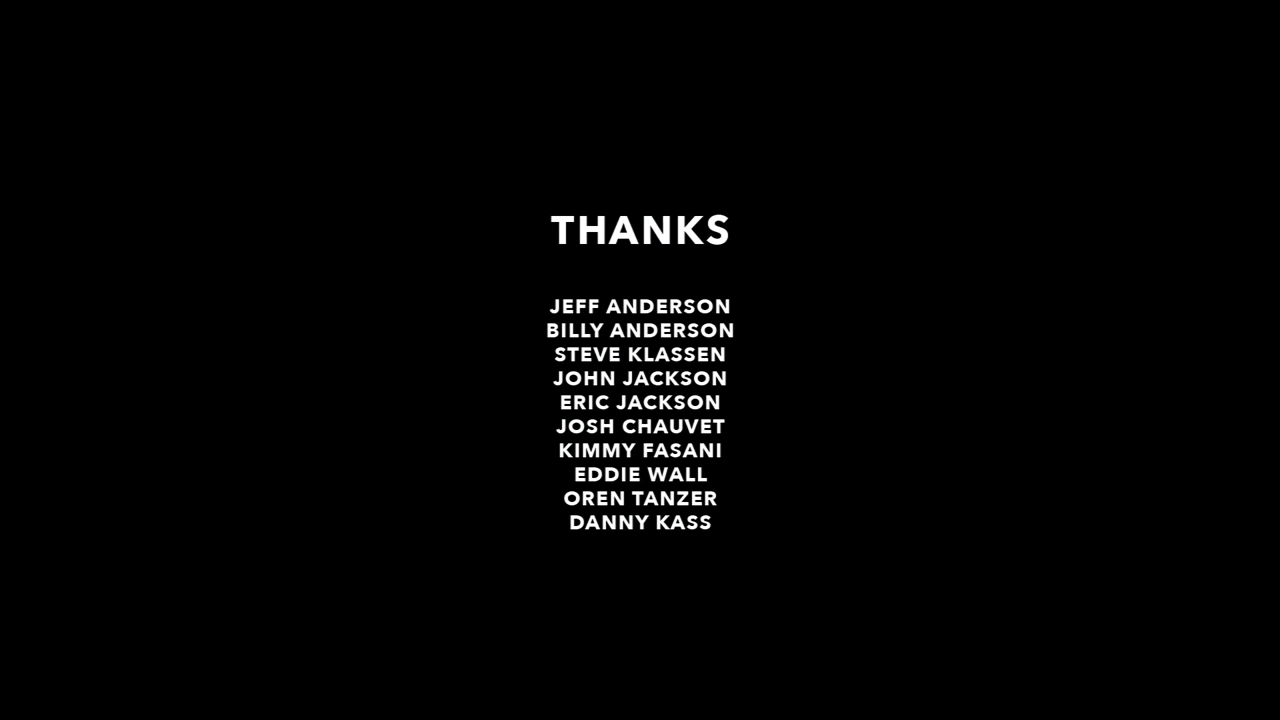 THANKS
JEFF ANDERSON
BILLY ANDERSON
STEVE KLASSEN
JOHN JACKSON
ERIC JACKSON
JOSH CHAUVET
KIMMY FASANI
EDDIE WALL
OREN TANZER
DANNY KASS